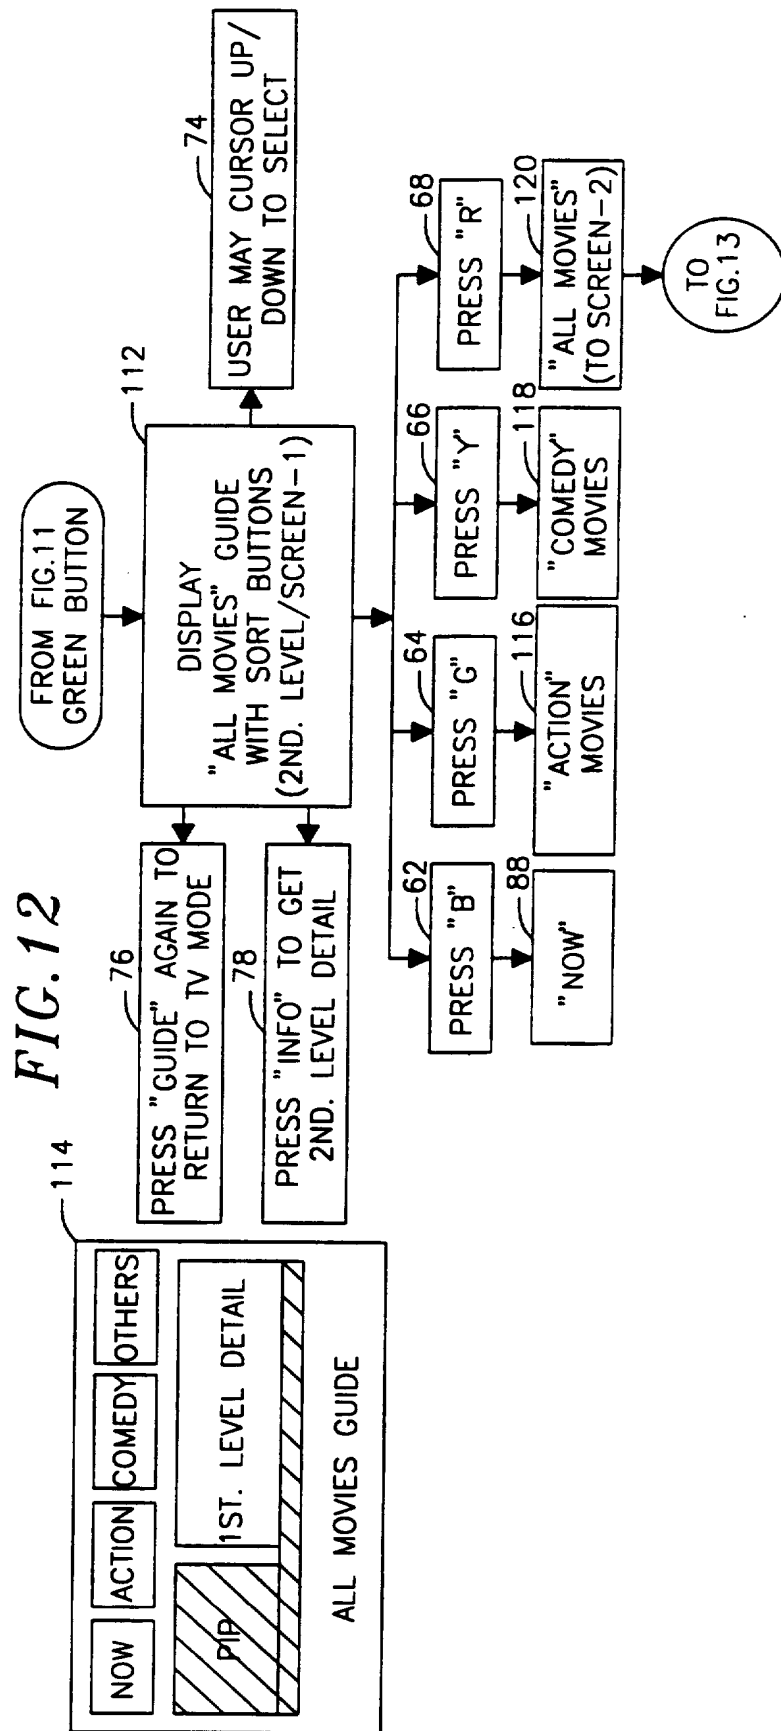 FIG.12
114
NOW
ACTION
COMEDY
OTHERS
PIP
1ST. LEVEL DETAIL
ALL MOVIES GUIDE
FROM FIG.11
GREEN BUTTON
112
DISPLAY
"ALL MOVIES" GUIDE
WITH SORT BUTTONS
(2ND. LEVEL/SCREEN-1)
76
PRESS "GUIDE" AGAIN TO
RETURN TO TV MODE
78
PRESS "INFO" TO GET
2ND. LEVEL DETAIL
74
USER MAY CURSOR UP/
DOWN TO SELECT
62
PRESS "B"
64
PRESS "G"
66
PRESS "Y"
68
PRESS "R"
88
"NOW"
116
"ACTION"
MOVIES
118
"COMEDY"
MOVIES
120
"ALL MOVIES"
(TO SCREEN-2)
TO
FIG.13